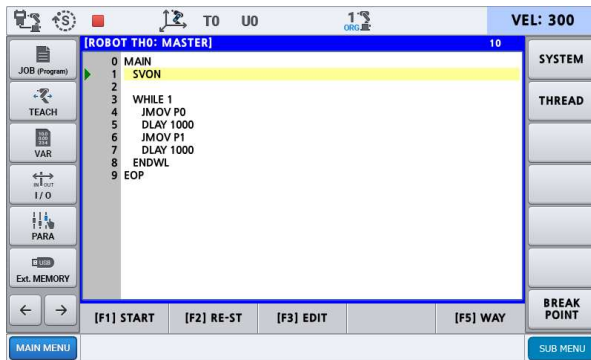 T0 U0 1 ORG VEL: 300
[ROBOT TH0: MASTER] 10
0 MAIN
1 SVON
2
3 WHILE 1
4 JMOV P0
5 DLAY 1000
6 JMOV P1
7 DLAY 1000
8 ENDWL
9 EOP
JOB (Program)
TEACH
VAR
IN OUT
I/O
PARA
USB
Ext. MEMORY
SYSTEM
THREAD
BREAK
POINT
[F1] START [F2] RE-ST [F3] EDIT [F5] WAY
MAIN MENU SUB MENU